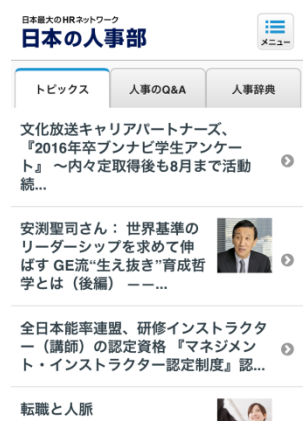 日本最大のHRネットワーク
日本の人事部
メニュー
トピックス
人事のQ&A
人事辞典
文化放送キャリアパートナーズ、
『2016年卒ブンナビ学生アンケー
ト』 ～内々定取得後も8月まで活動
続...
安渕聖司さん： 世界基準の
リーダーシップを求めて伸
ばす GE流“生え抜き”育成哲
学とは（後編） ーー...
全日本能率連盟、研修インストラクタ
ー（講師）の認定資格 『マネジメン
ト・インストラクター認定制度』認...
転職と人脈